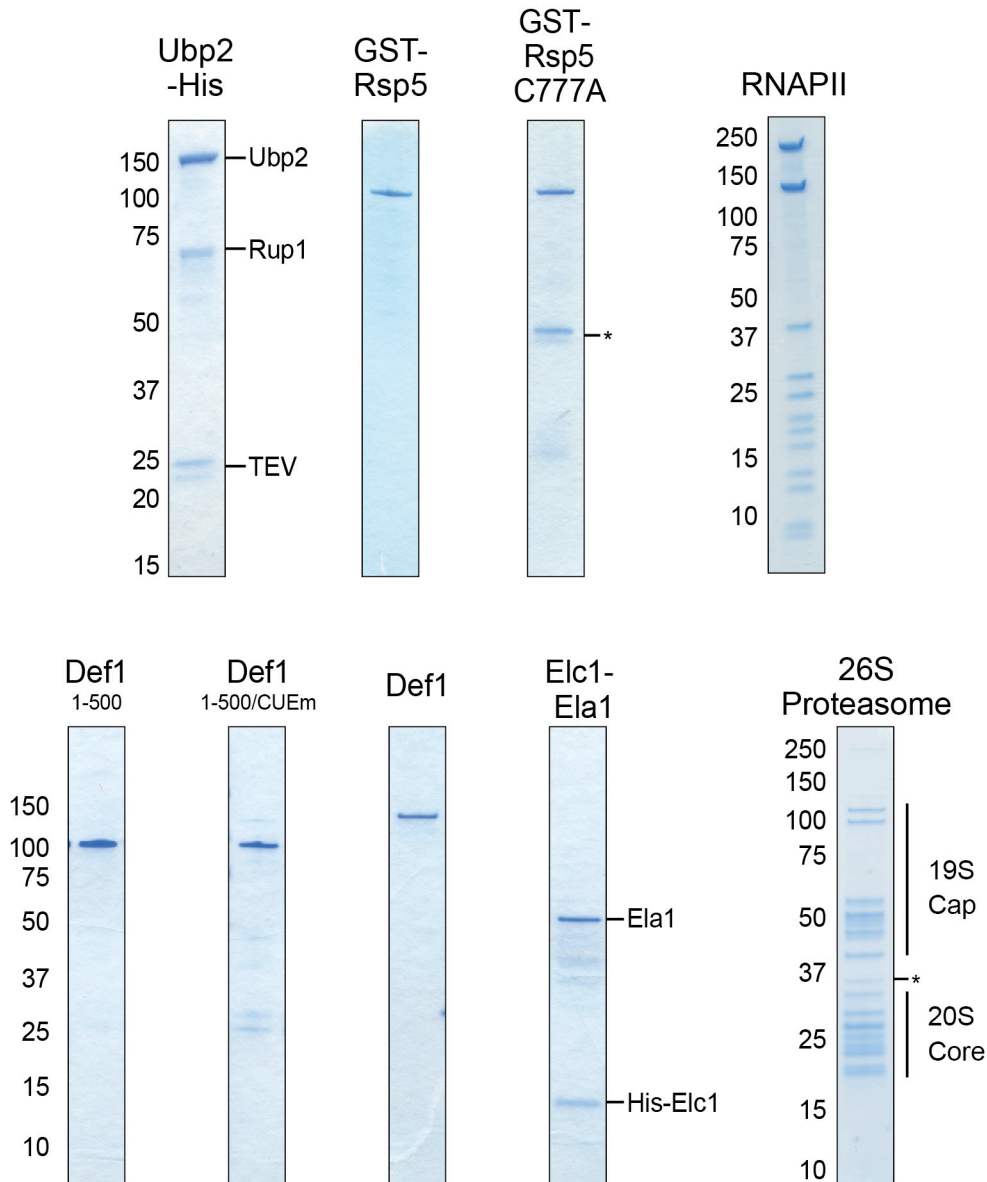 Ubp2
-His
GST-
Rsp5
GST-
Rsp5
C777A
RNAPII
150
100
75
50
37
25
20
15
Ubp2
Rup1
TEV
*
250
150
100
75
50
37
25
15
10
Def1
1-500
Def1
1-500/CUEm
Def1
Elc1-
Ela1
26S
Proteasome
150
100
75
50
37
25
15
10
Ela1
His-Elc1
250
150
100
75
50
37
25
15
10
19S
Cap
*
20S
Core